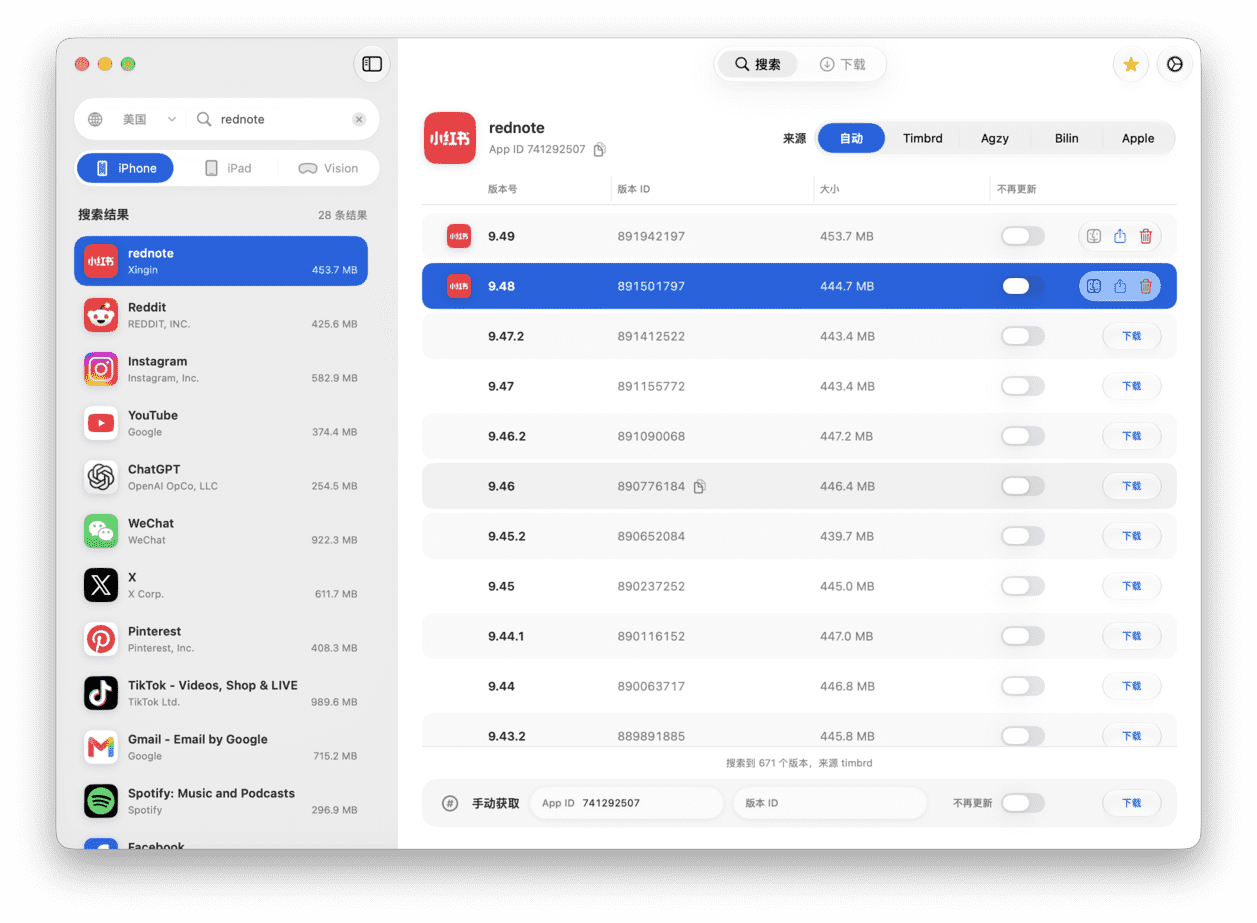 搜索
下载
美国
rednote
iPhone
iPad
Vision
搜索结果
28 条结果
rednote
Xingin
453.7 MB
Reddit
REDDIT, INC.
425.6 MB
Instagram
Instagram, Inc.
582.9 MB
YouTube
Google
374.4 MB
ChatGPT
OpenAI OpCo, LLC
254.5 MB
WeChat
WeChat
922.3 MB
X
X Corp.
611.7 MB
Pinterest
Pinterest, Inc.
408.3 MB
TikTok - Videos, Shop & LIVE
TikTok Ltd.
989.6 MB
Gmail - Email by Google
Google
715.2 MB
Spotify: Music and Podcasts
Spotify
296.9 MB
Facebook
小红书
小红书
rednote
App ID 741292507
来源
自动
Timbrd
Agzy
Bilin
Apple
版本号 版本 ID 大小 不再更新
小红书 9.49 891942197 453.7 MB
小红书 9.48 891501797 444.7 MB
9.47.2 891412522 443.4 MB 下载
9.47 891155772 443.4 MB 下载
9.46.2 891090068 447.2 MB 下载
9.46 890776184 446.4 MB 下载
9.45.2 890652084 439.7 MB 下载
9.45 890237252 445.0 MB 下载
9.44.1 890116152 447.0 MB 下载
9.44 890063717 446.8 MB 下载
9.43.2 889891885 445.8 MB 下载
搜索到 671 个版本，来源 timbrd
# 手动获取 App ID 741292507 版本 ID 不再更新 下载